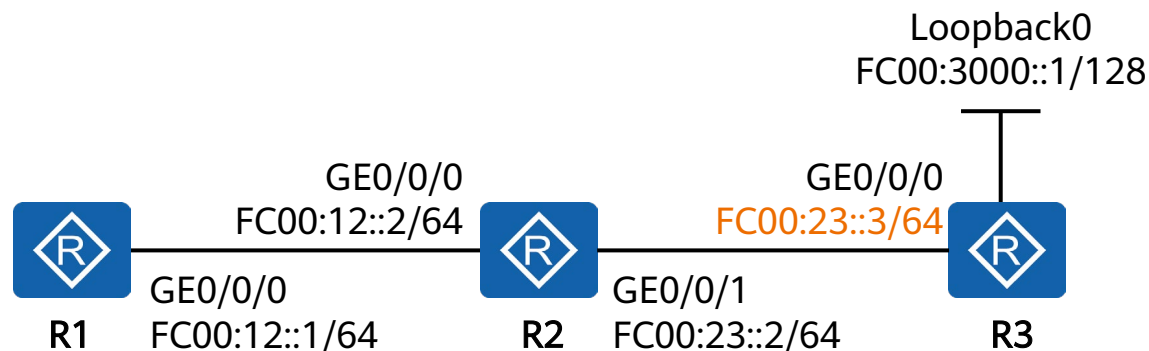 Loopback0
FC00:3000::1/128
GE0/0/0
FC00:12::2/64
GE0/0/0
FC00:23::3/64
R
R
R
GE0/0/0
FC00:12::1/64
GE0/0/1
FC00:23::2/64
R1
R2
R3